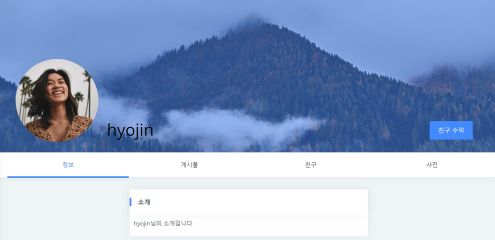 hyojin
친구 수락
정보 게시물 친구 사진
소개
hyojin님의 소개입니다